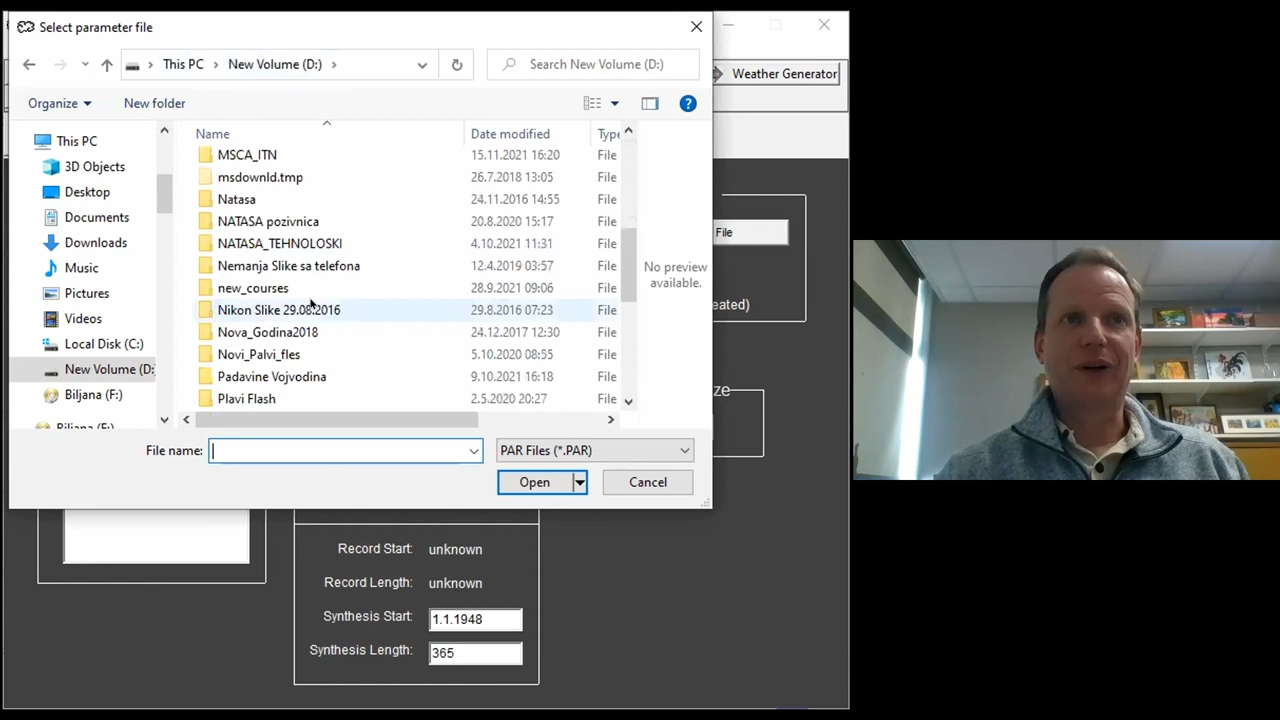 Select parameter file
This PC
New Volume (D:)
Search New Volume (D:)
Weather Generator
Organize
New folder
Name
Date modified
Type
This PC
3D Objects
Desktop
Documents
Downloads
Music
Pictures
Videos
Local Disk (C:)
New Volume (D:
Biljana (F:)
MSCA_ITN 15.11.2021 16:20 File
msdownld.tmp 26.7.2018 13:05 File
Natasa 24.11.2016 14:55 File
NATASA pozivnica 20.8.2020 15:17 File
NATASA_TEHNOLOSKI 4.10.2021 11:31 File
Nemanja Slike sa telefona 12.4.2019 03:57 File
new_courses 28.9.2021 09:06 File
Nikon Slike 29.08.2016 29.8.2016 07:23 File
Nova_Godina2018 24.12.2017 12:30 File
Novi_Palvi_fles 5.10.2020 08:55 File
Padavine Vojvodina 9.10.2021 16:18 File
Plavi Flash 2.5.2020 20:27 File
No preview
available.
File
eated)
ze
File name:
PAR Files (*.PAR)
Open
Cancel
Record Start: unknown
Record Length: unknown
Synthesis Start: 1.1.1948
Synthesis Length: 365